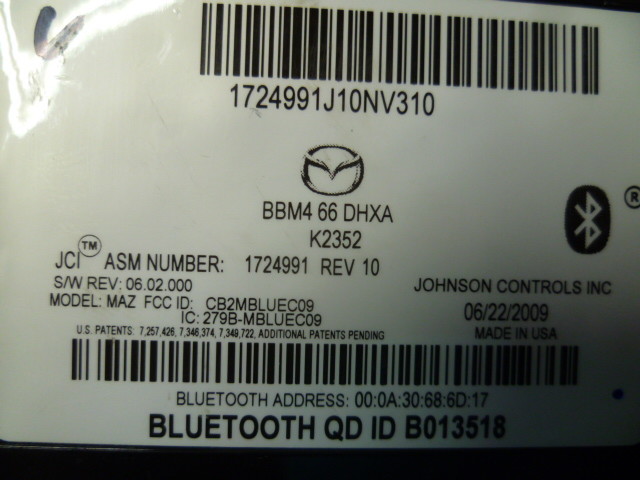 1724991J10NV310
BBM4 66 DHXA
K2352
®
JCI™ ASM NUMBER: 1724991 REV 10
S/W REV: 06.02.000
JOHNSON CONTROLS INC
MODEL: MAZ FCC ID: CB2MBLUEC09
06/22/2009
IC: 279B-MBLUEC09
MADE IN USA
U.S. PATENTS: 7,257,426, 7,346,374, 7,349,722, ADDITIONAL PATENTS PENDING
BLUETOOTH ADDRESS: 00:0A:30:68:6D:17
BLUETOOTH QD ID B013518